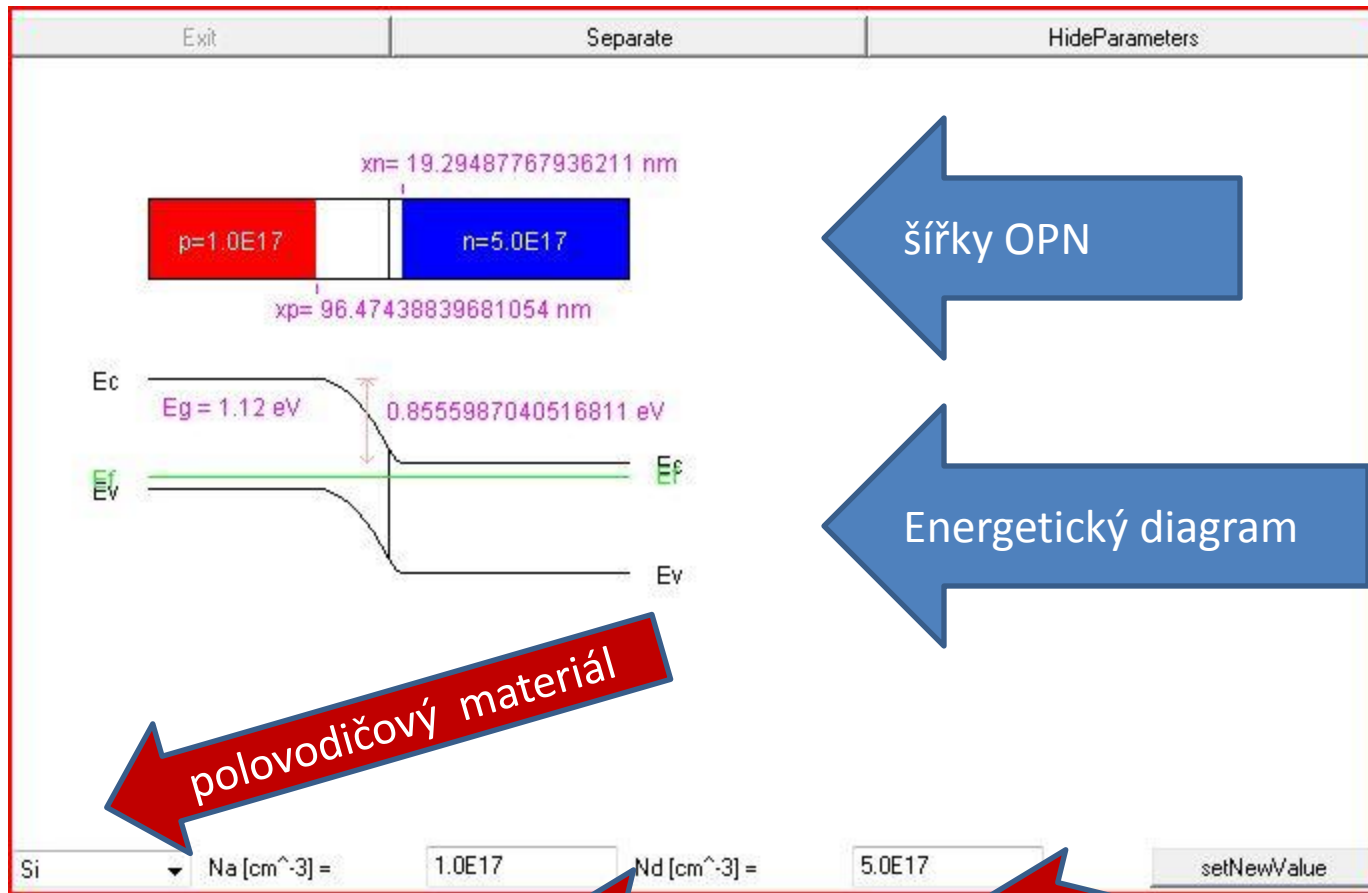 Exit Separate HideParameters
xn= 19.29487767936211 nm
p=1.0E17 n=5.0E17
šířky OPN
xp= 96.47438839681054 nm
Ec
Eg = 1.12 eV 0.8555987040516811 eV
Ec
Ef
Ef
Ev
Energetický diagram
Ev
polovodičový materiál
Si Na [cm^-3] = 1.0E17 Nd [cm^-3] = 5.0E17 setNewValue